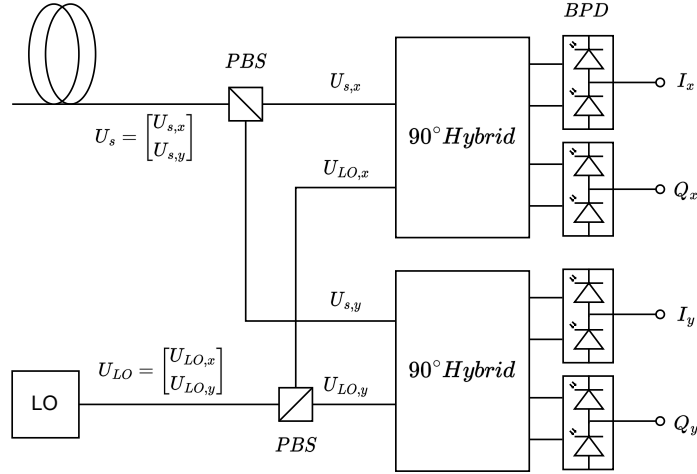 BPD
PBS
U_{s,x}
I_x
U_s = [U_{s,x} U_{s,y}]
90° Hybrid
U_{LO,x}
Q_x
U_{s,y}
I_y
U_{LO} = [U_{LO,x} U_{LO,y}]
90° Hybrid
LO
U_{LO,y}
Q_y
PBS